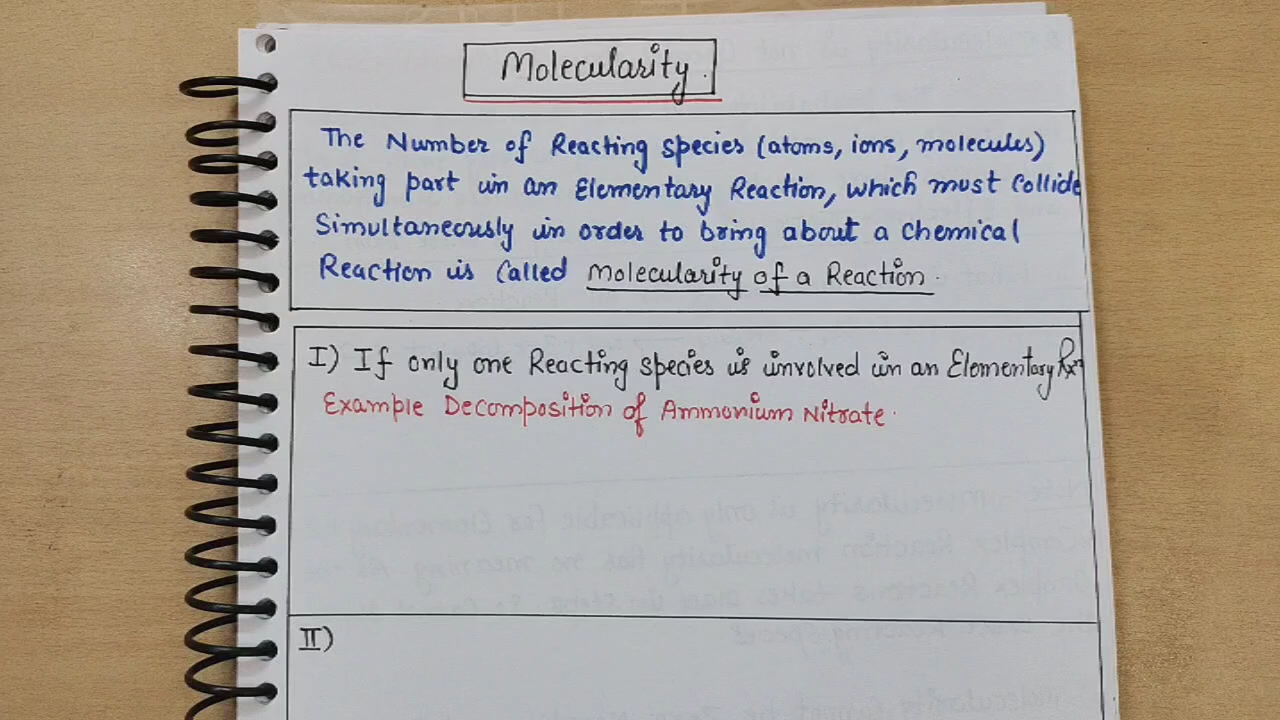 Molecularity.
The Number of Reacting species (atoms, ions, molecules)
taking part in an Elementary Reaction, which must Collide
Simultaneously in order to bring about a Chemical
Reaction is Called Molecularity of a Reaction.
I) If only one Reacting species is involved in an Elementary Rxⁿ
Example Decomposition of Ammonium Nitrate.
II)